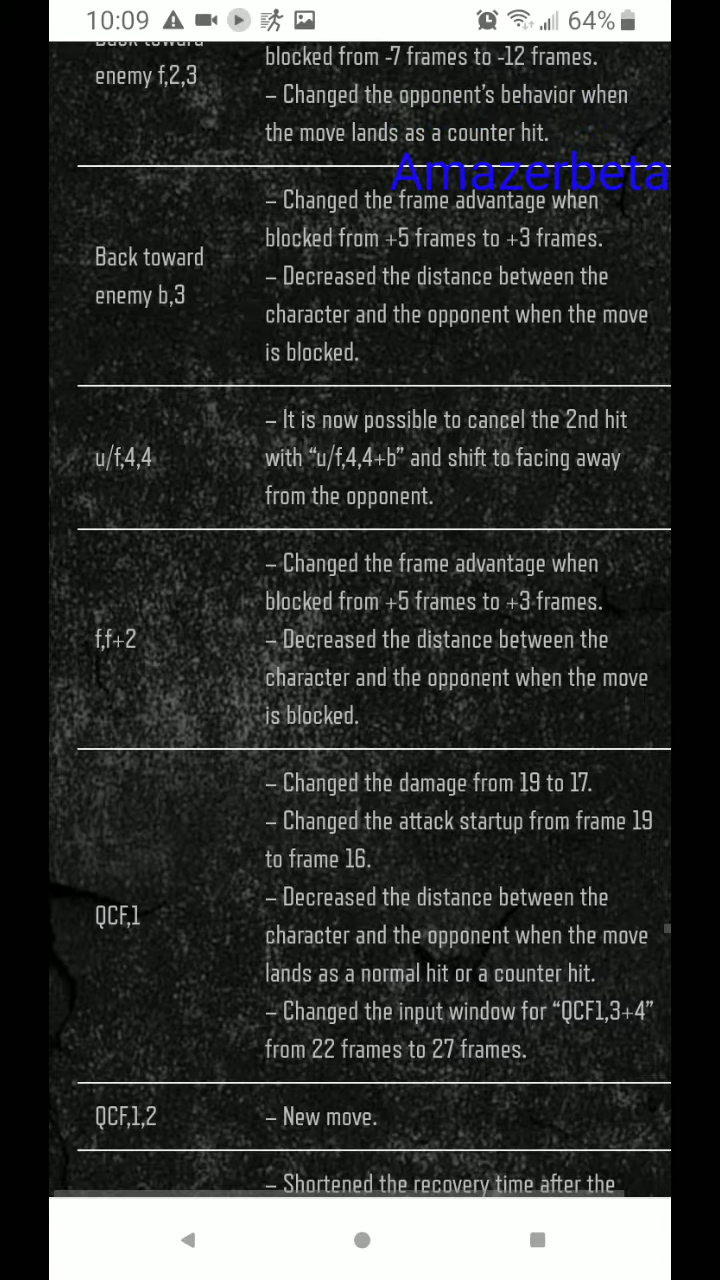 10:09
64%
enemy f,2,3
blocked from -7 frames to -12 frames.
– Changed the opponent's behavior when
the move lands as a counter hit.
Amazerbeta
Back toward
enemy b,3
– Changed the frame advantage when
blocked from +5 frames to +3 frames.
– Decreased the distance between the
character and the opponent when the move
is blocked.
u/f,4,4
– It is now possible to cancel the 2nd hit
with “u/f,4,4+b” and shift to facing away
from the opponent.
f,f+2
– Changed the frame advantage when
blocked from +5 frames to +3 frames.
– Decreased the distance between the
character and the opponent when the move
is blocked.
QCF,1
– Changed the damage from 19 to 17.
– Changed the attack startup from frame 19
to frame 16.
– Decreased the distance between the
character and the opponent when the move
lands as a normal hit or a counter hit.
– Changed the input window for “QCF1,3+4”
from 22 frames to 27 frames.
QCF,1,2
– New move.
– Shortened the recovery time after the